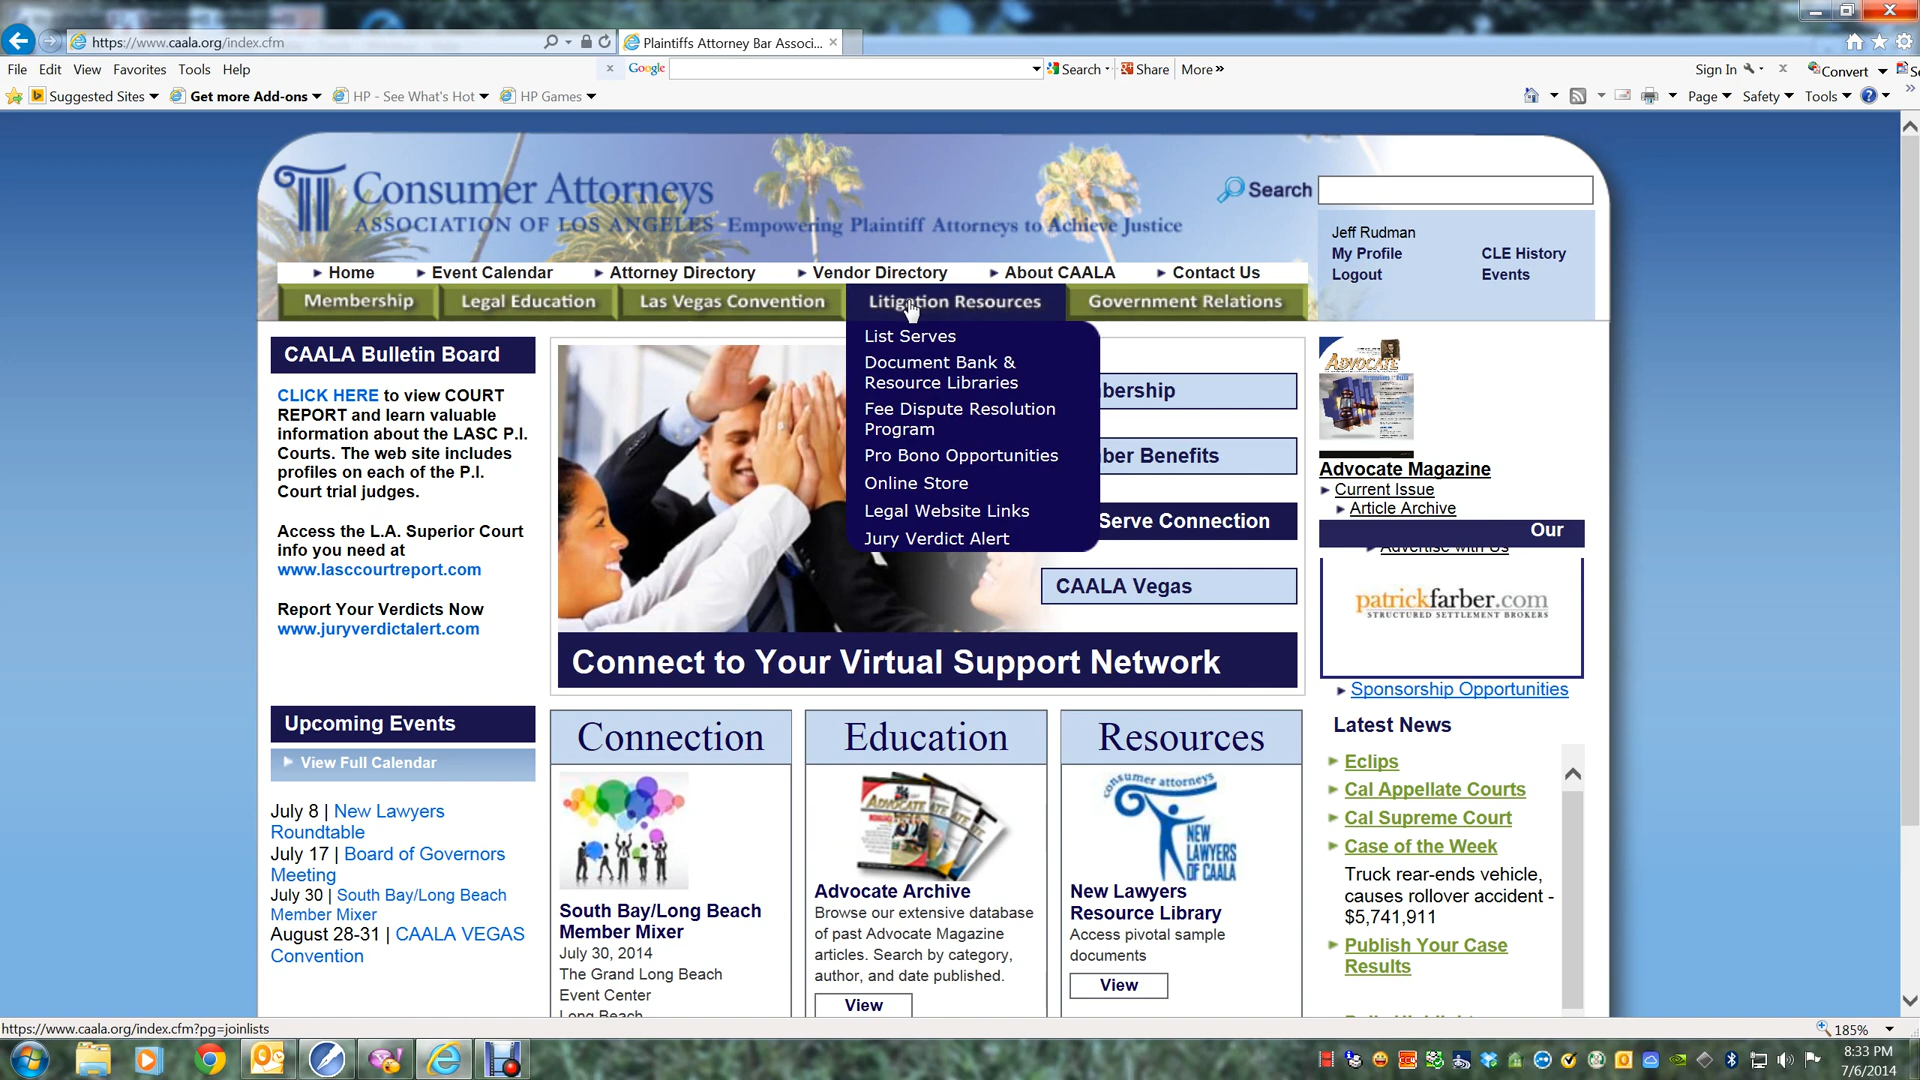 https://www.caala.org/index.cfm
Plaintiffs Attorney Bar Associ...
File Edit View Favorites Tools Help
Google
Search
Share
More
Sign In
Convert
Suggested Sites
Get more Add-ons
HP - See What's Hot
HP Games
Page
Safety
Tools
Consumer Attorneys
ASSOCIATION OF LOS ANGELES -Empowering Plaintiff Attorneys to Achieve Justice
Search
Jeff Rudman
My Profile
CLE History
Logout
Events
Home
Event Calendar
Attorney Directory
Vendor Directory
About CAALA
Contact Us
Membership
Legal Education
Las Vegas Convention
Litigation Resources
Government Relations
List Serves
Document Bank &
Resource Libraries
Fee Dispute Resolution
Program
Pro Bono Opportunities
Online Store
Legal Website Links
Jury Verdict Alert
CAALA Bulletin Board
CLICK HERE to view COURT
REPORT and learn valuable
information about the LASC P.I.
Courts. The web site includes
profiles on each of the P.I.
Court trial judges.
Access the L.A. Superior Court
info you need at
www.lasccourtreport.com
Report Your Verdicts Now
www.juryverdictalert.com
bership
ber Benefits
Serve Connection
CAALA Vegas
Connect to Your Virtual Support Network
ADVOCATE
Advocate Magazine
Current Issue
Article Archive
Our
Advertise with Us
patrickfarber.com
STRUCTURED SETTLEMENT BROKERS
Sponsorship Opportunities
Upcoming Events
View Full Calendar
July 8 | New Lawyers
Roundtable
July 17 | Board of Governors
Meeting
July 30 | South Bay/Long Beach
Member Mixer
August 28-31 | CAALA VEGAS
Convention
Connection
South Bay/Long Beach
Member Mixer
July 30, 2014
The Grand Long Beach
Event Center
Long Beach
Education
Advocate
Advocate Archive
Browse our extensive database
of past Advocate Magazine
articles. Search by category,
author, and date published.
View
Resources
consumer attorneys
NEW
LAWYERS
OF CAALA
New Lawyers
Resource Library
Access pivotal sample
documents
View
Latest News
Eclips
Cal Appellate Courts
Cal Supreme Court
Case of the Week
Truck rear-ends vehicle,
causes rollover accident -
$5,741,911
Publish Your Case
Results
https://www.caala.org/index.cfm?pg=joinlists
185%
8:33 PM
7/6/2014